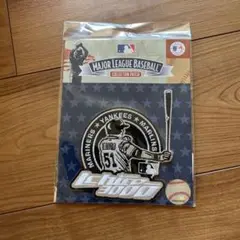 MAJOR LEAGUE BASEBALL
COLLECTOR PATCH
MARINERS ★ YANKEES ★ MARLINS
51
Ichiro 3000